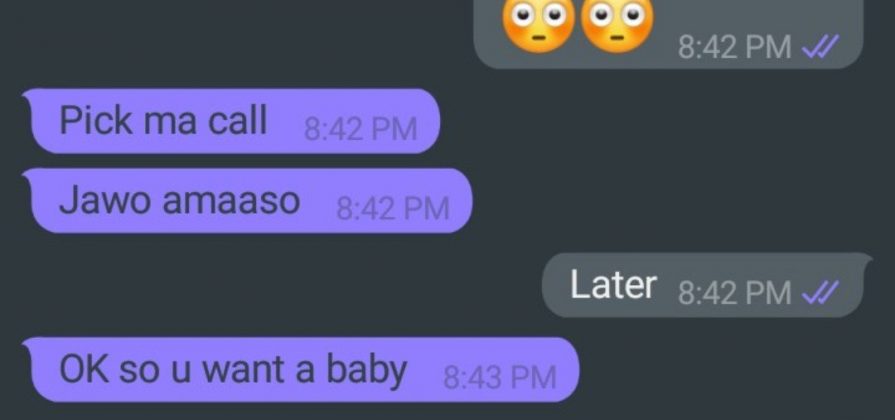 😳😳 8:42 PM
Pick ma call 8:42 PM
Jawo amaaso 8:42 PM
Later 8:42 PM
OK so u want a baby 8:43 PM